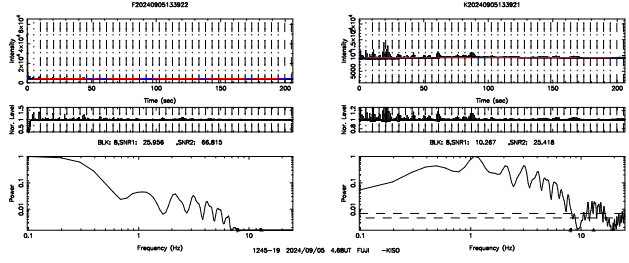 F20240905133922
K20240905133921
Intensity
0 2×10⁴ 4×10⁴ 6×10⁴
0 50 100 150 200
Time (sec)
Intensity
5000 10⁴ 1.5×10⁴ 2×10⁴
0 50 100 150 200
Time (sec)
Nor. Level
0.5 1 1.5
Nor. Level
0.8 1 1.2
BLK: 8,SNR1: 25.956 ,SNR2: 66.815
BLK: 8,SNR1: 10.267 ,SNR2: 25.418
Power
1
0.1
0.01
0.1 1 10
Frequency (Hz)
Power
1
0.1
0.01
0.1 1 10
Frequency (Hz)
1245-19 2024/09/05 4.68UT FUJI -KISO